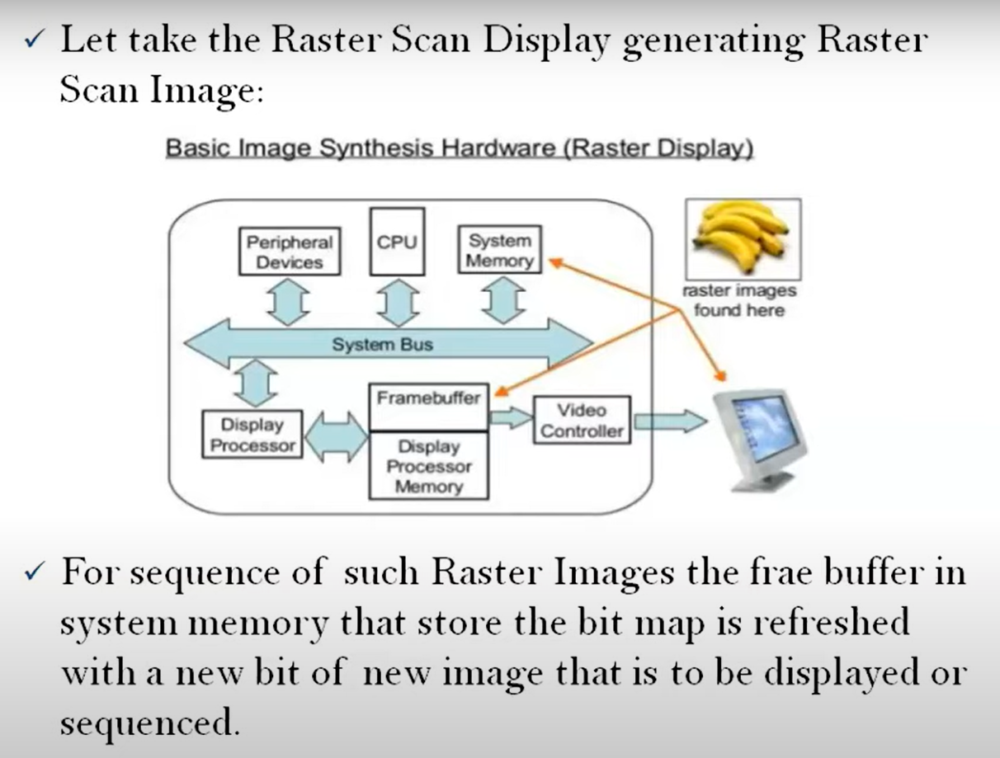 ✓ Let take the Raster Scan Display generating Raster
Scan Image:
Basic Image Synthesis Hardware (Raster Display)
Peripheral
Devices
CPU
System
Memory
raster images
found here
System Bus
Display
Processor
Framebuffer
Display
Processor
Memory
Video
Controller
✓ For sequence of such Raster Images the frae buffer in
system memory that store the bit map is refreshed
with a new bit of new image that is to be displayed or
sequenced.